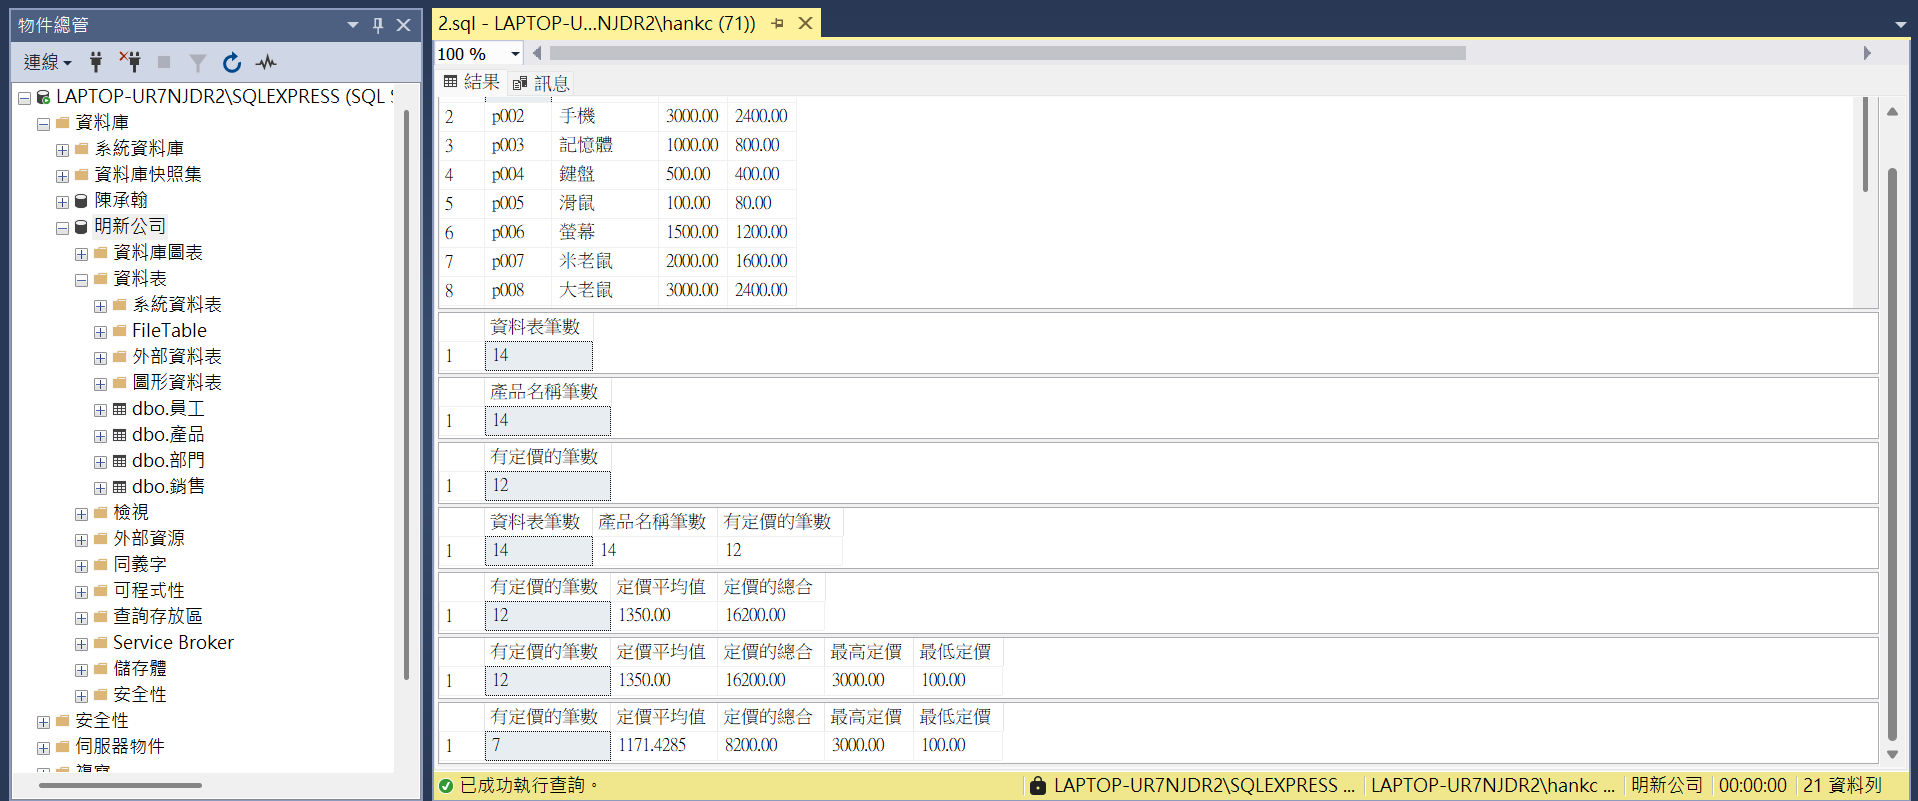 物件總管
連線
LAPTOP-UR7NJDR2\SQLEXPRESS (SQL S
資料庫
系統資料庫
資料庫快照集
陳承翰
明新公司
資料庫圖表
資料表
系統資料表
FileTable
外部資料表
圖形資料表
dbo.員工
dbo.產品
dbo.部門
dbo.銷售
檢視
外部資源
同義字
可程式性
查詢存放區
Service Broker
儲存體
安全性
安全性
伺服器物件
複寫
2.sql - LAPTOP-U...NJDR2\hankc (71))
100 %
結果 訊息
2 p002 手機 3000.00 2400.00
3 p003 記憶體 1000.00 800.00
4 p004 鍵盤 500.00 400.00
5 p005 滑鼠 100.00 80.00
6 p006 螢幕 1500.00 1200.00
7 p007 米老鼠 2000.00 1600.00
8 p008 大老鼠 3000.00 2400.00
資料表筆數
1 14
產品名稱筆數
1 14
有定價的筆數
1 12
資料表筆數 產品名稱筆數 有定價的筆數
1 14 14 12
有定價的筆數 定價平均值 定價的總合
1 12 1350.00 16200.00
有定價的筆數 定價平均值 定價的總合 最高定價 最低定價
1 12 1350.00 16200.00 3000.00 100.00
有定價的筆數 定價平均值 定價的總合 最高定價 最低定價
1 7 1171.4285 8200.00 3000.00 100.00
已成功執行查詢。 LAPTOP-UR7NJDR2\SQLEXPRESS ... LAPTOP-UR7NJDR2\hankc ... 明新公司 00:00:00 21 資料列